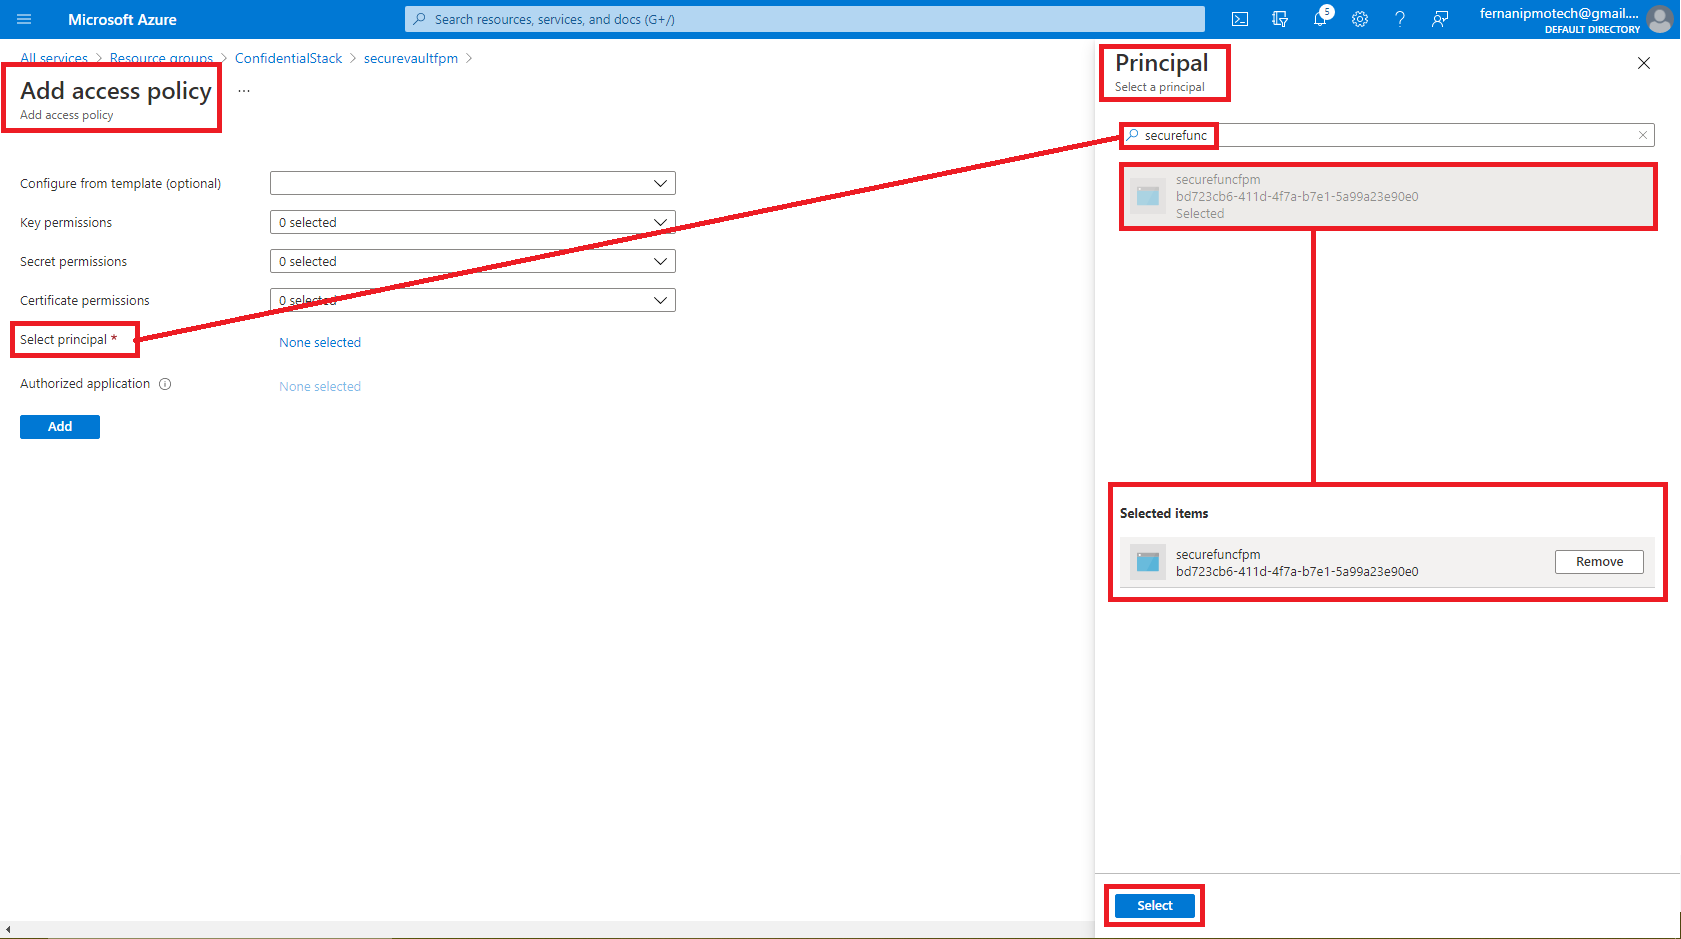 Microsoft Azure
Search resources, services, and docs (G+/)
5
fernanipmotech@gmail....
DEFAULT DIRECTORY
All services > Resource groups > ConfidentialStack > securevaultfpm >
Add access policy ...
Add access policy
Configure from template (optional)
Key permissions
0 selected
Secret permissions
0 selected
Certificate permissions
0 selected
Select principal *
None selected
Authorized application
None selected
Add
Principal
Select a principal
securefunc
securefuncfpm
bd723cb6-411d-4f7a-b7e1-5a99a23e90e0
Selected
Selected items
securefuncfpm
bd723cb6-411d-4f7a-b7e1-5a99a23e90e0
Remove
Select